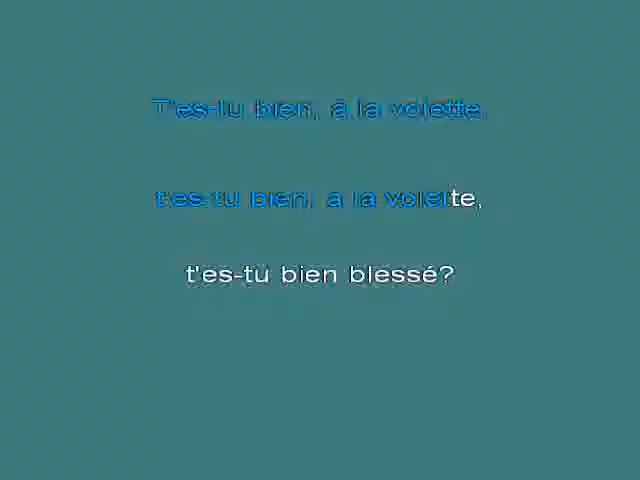 T'es-tu bien, à la volette,
t'es-tu bien, à la volette,
t'es-tu bien blessé?